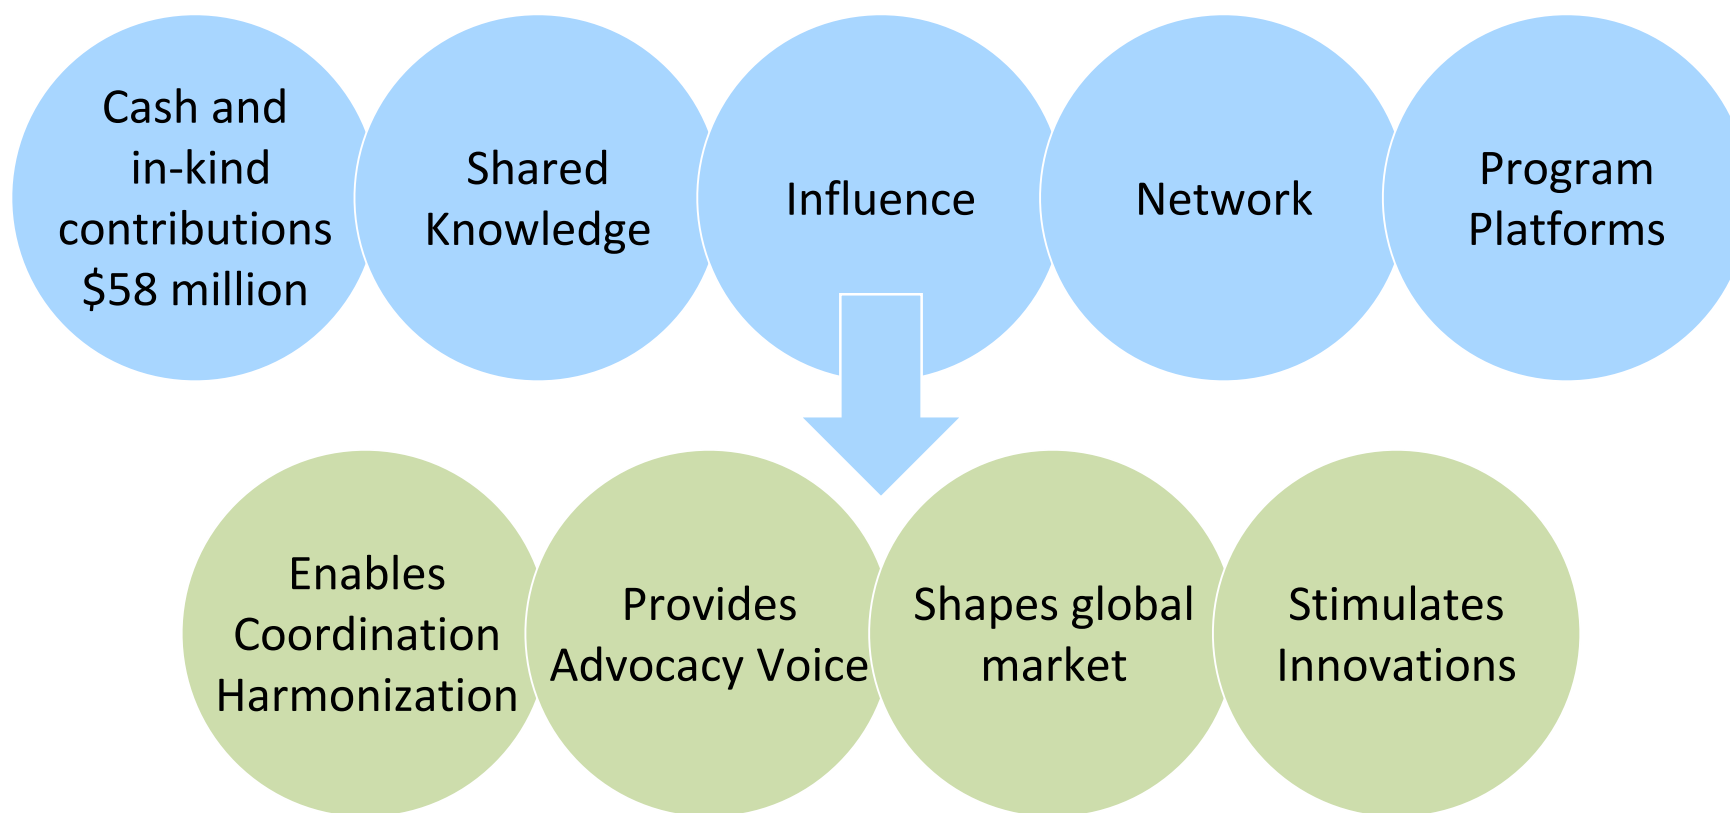 Cash and
in-kind
contributions
$58 million
Shared
Knowledge
Influence
Network
Program
Platforms
Enables
Coordination
Harmonization
Provides
Advocacy Voice
Shapes global
market
Stimulates
Innovations